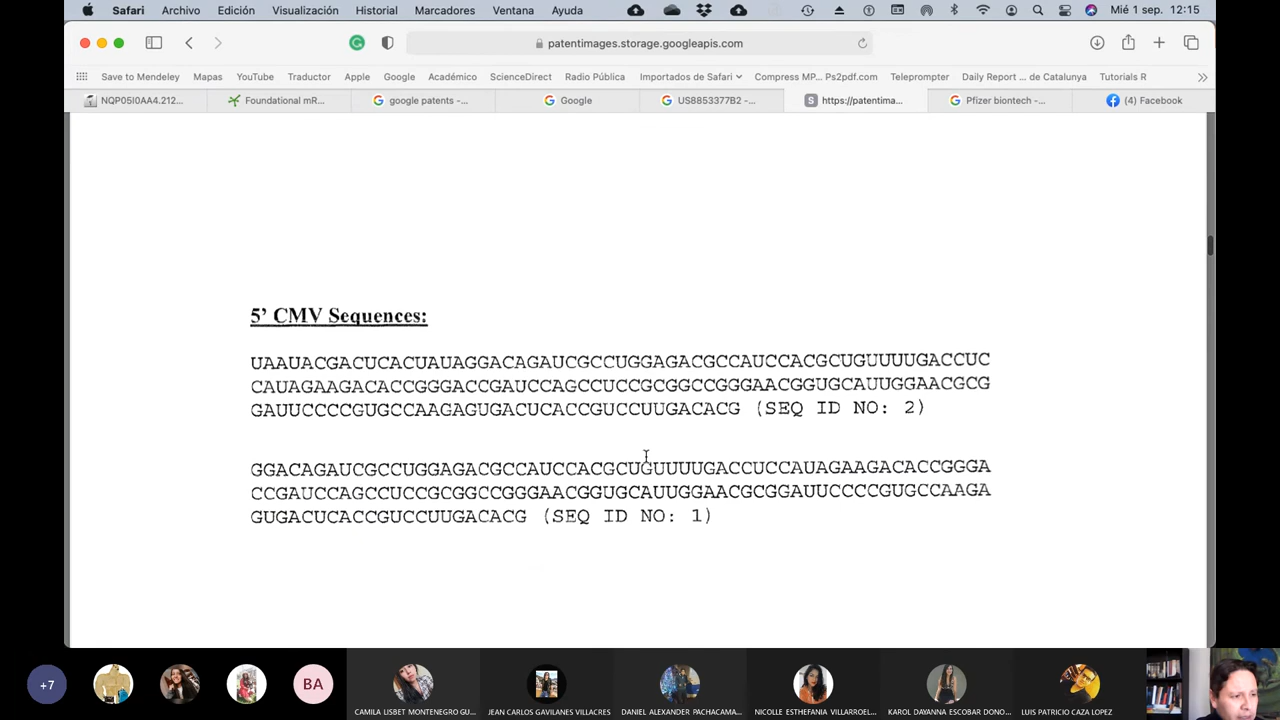 Safari Archivo Edición Visualización Historial Marcadores Ventana Ayuda Mié 1 sep. 12:15
patentimages.storage.googleapis.com
Save to Mendeley Mapas YouTube Traductor Apple Google Académico ScienceDirect Radio Pública Importados de Safari Compress MP... Ps2pdf.com Teleprompter Daily Report ... de Catalunya Tutorials R
NQP05I0AA4.212... Foundational mR... google patents -... Google US8853377B2 -... S https://patentima... Pfizer biontech -... (4) Facebook
5' CMV Sequences:
UAAUACGACUCACUAUAGGACAGAUCGCCUGGAGACGCCAUCCACGCUGUUUUGACCUC
CAUAGAAGACACCGGGACCGAUCCAGCCUCCGCGGCCGGGAACGGUGCAUUGGAACGCG
GAUUCCCCGUGCCAAGAGUGACUCACCGUCCUUGACACG (SEQ ID NO: 2)
GGACAGAUCGCCUGGAGACGCCAUCCACGCUGUUUUGACCUCCAUAGAAGACACCGGGA
CCGAUCCAGCCUCCGCGGCCGGGAACGGUGCAUUGGAACGCGGAUUCCCCGUGCCAAGA
GUGACUCACCGUCCUUGACACG (SEQ ID NO: 1)
+7 BA
CAMILA LISBET MONTENEGRO GU... JEAN CARLOS GAVILANES VILLACRES DANIEL ALEXANDER PACHACAMA... NICOLLE ESTHEFANIA VILLARROEL... KAROL DAYANNA ESCOBAR DONO... LUIS PATRICIO CAZA LOPEZ